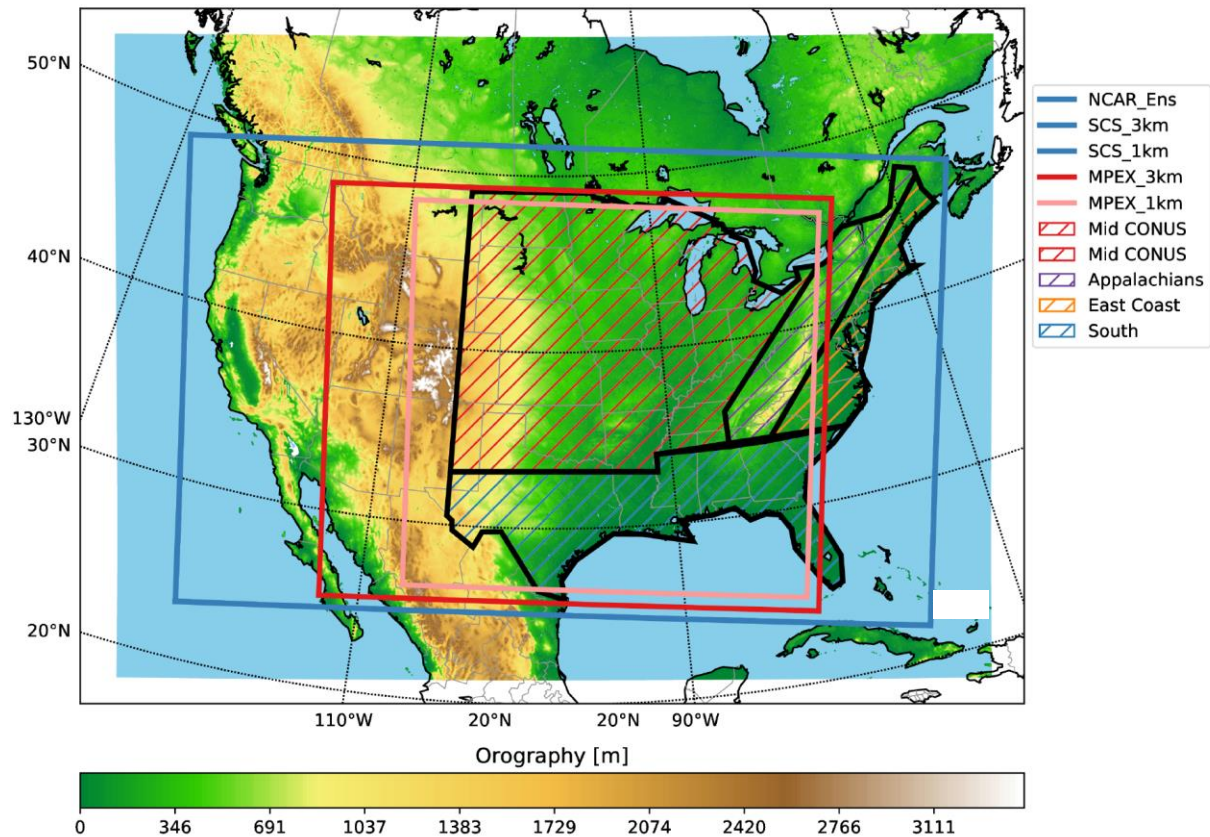 50°N
40°N
130°W
30°N
20°N
110°W 20°N 20°N 90°W
NCAR_Ens
SCS_3km
SCS_1km
MPEX_3km
MPEX_1km
Mid CONUS
Mid CONUS
Appalachians
East Coast
South
Orography [m]
0 346 691 1037 1383 1729 2074 2420 2766 3111